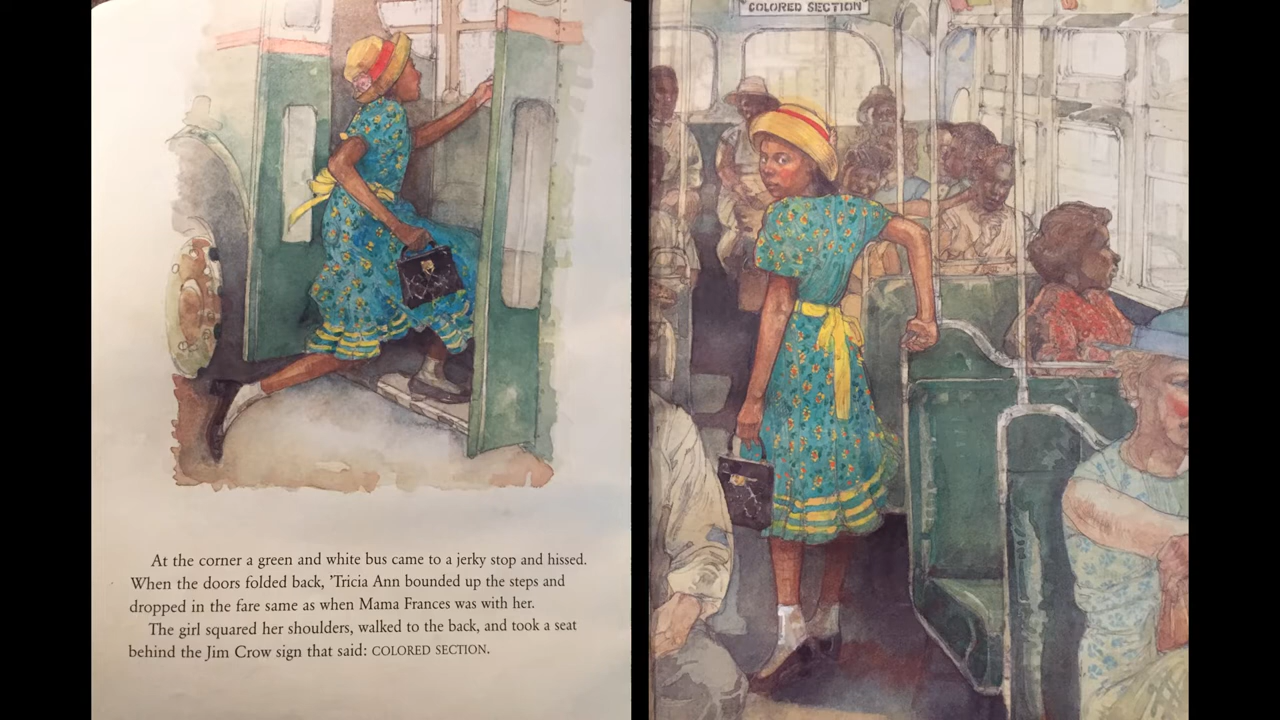 At the corner a green and white bus came to a jerky stop and hissed.
When the doors folded back, 'Tricia Ann bounded up the steps and
dropped in the fare same as when Mama Frances was with her.
The girl squared her shoulders, walked to the back, and took a seat
behind the Jim Crow sign that said: COLORED SECTION.
COLORED SECTION